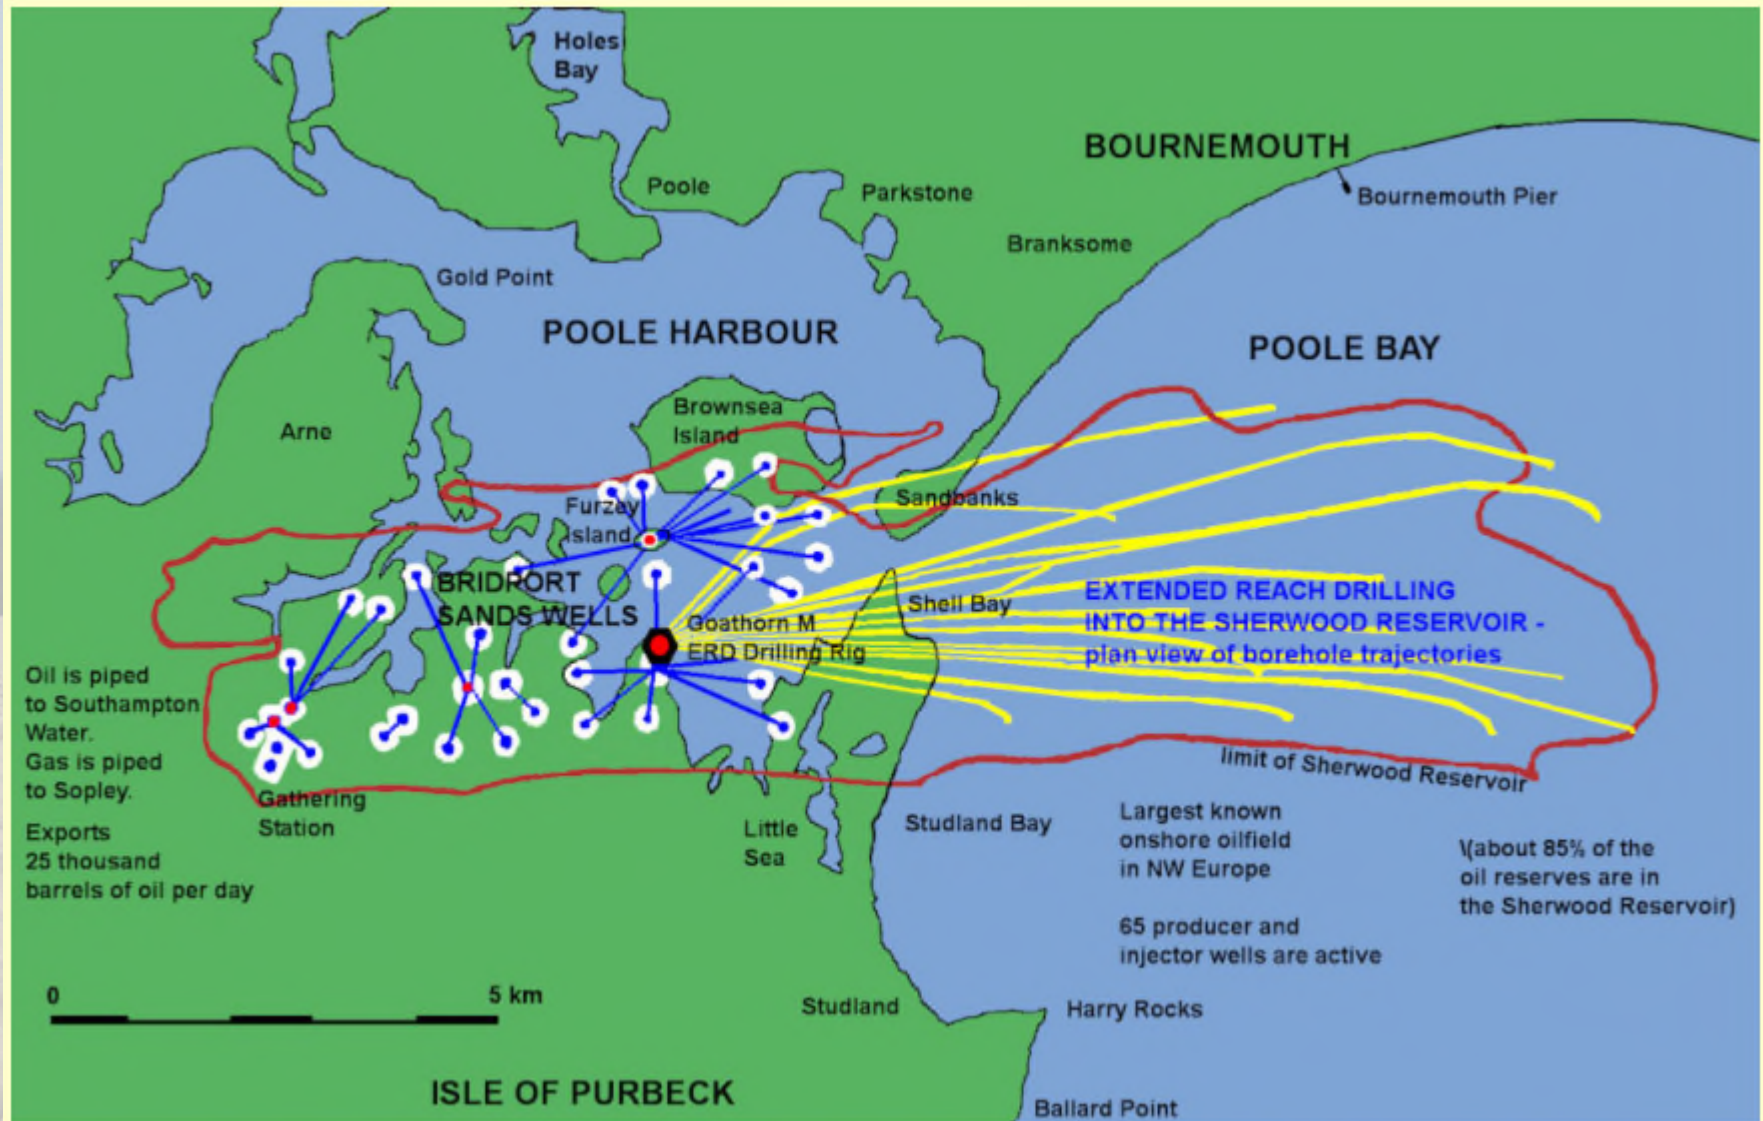 Holes
Bay
BOURNEMOUTH
Poole
Parkstone
Bournemouth Pier
Branksome
Gold Point
POOLE HARBOUR
POOLE BAY
Brownsea
Island
Arne
Sandbanks
Furzey
Island
BRIDPORT
SANDS WELLS
Shell Bay
EXTENDED REACH DRILLING
INTO THE SHERWOOD RESERVOIR -
plan view of borehole trajectories
Goathorn M
ERD Drilling Rig
Oil is piped
to Southampton
Water.
Gas is piped
to Sopley.
Exports
25 thousand
barrels of oil per day
Gathering
Station
limit of Sherwood Reservoir
Little
Sea
Studland Bay
Largest known
onshore oilfield
in NW Europe
65 producer and
injector wells are active
\(about 85% of the
oil reserves are in
the Sherwood Reservoir)
0
5 km
Studland
Harry Rocks
ISLE OF PURBECK
Ballard Point